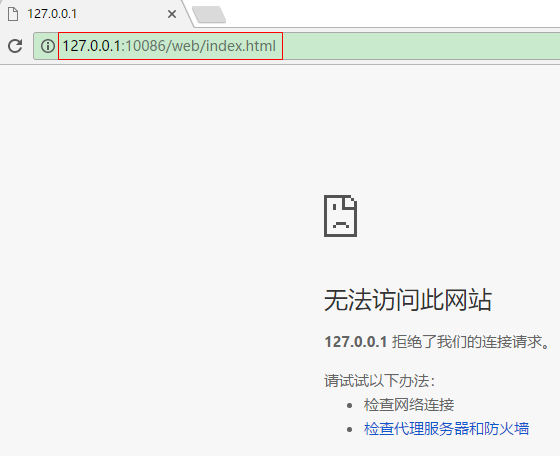 127.0.0.1
127.0.0.1:10086/web/index.html
无法访问此网站
127.0.0.1 拒绝了我们的连接请求。
请试试以下办法：
检查网络连接
检查代理服务器和防火墙